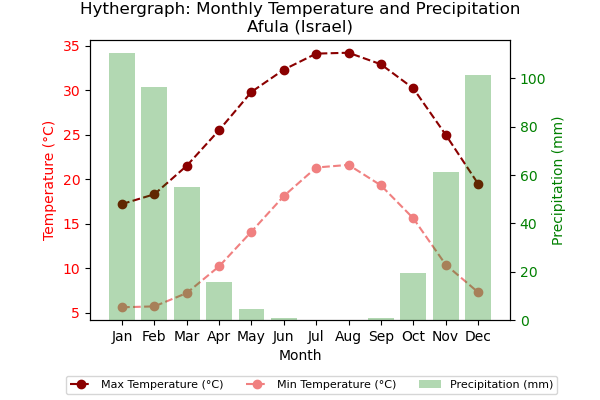 Hythergraph: Monthly Temperature and Precipitation
Afula (Israel)
35
30
25
20
15
10
5
Temperature (°C)
100
80
60
40
20
0
Precipitation (mm)
Jan Feb Mar Apr May Jun Jul Aug Sep Oct Nov Dec
Month
Max Temperature (°C) Min Temperature (°C) Precipitation (mm)